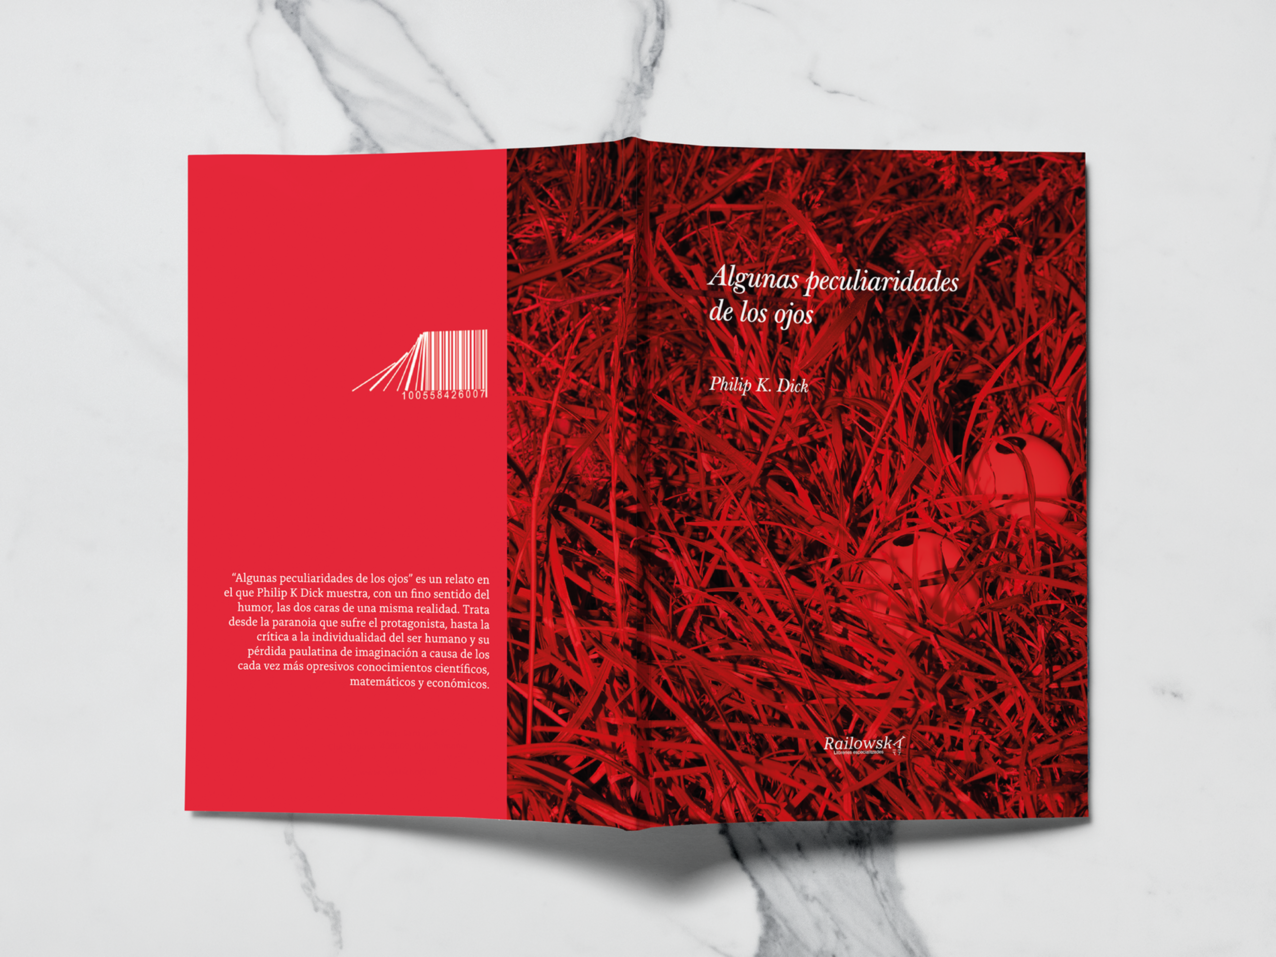 Algunas peculiaridades
de los ojos
Philip K. Dick
Railowsky
100558426007
“Algunas peculiaridades de los ojos” es un relato en
el que Philip K Dick muestra, con un fino sentido del
humor, las dos caras de una misma realidad. Trata
desde la paranoia que sufre el protagonista, hasta la
crítica a la individualidad del ser humano y su
pérdida paulatina de imaginación a causa de los
cada vez más opresivos conocimientos científicos,
matemáticos y económicos.